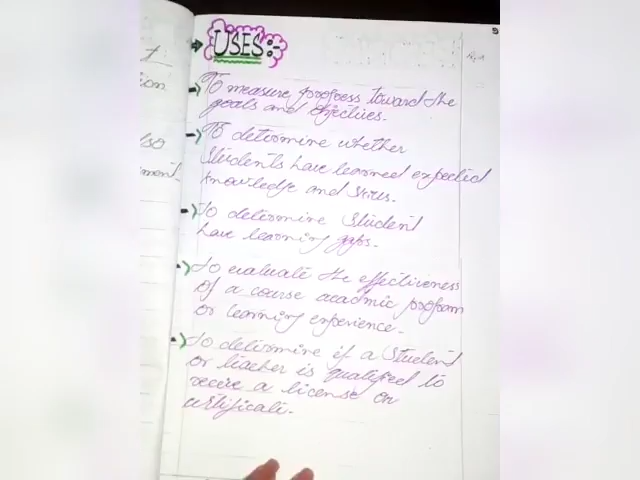 USES:-
To measure progress toward the
goals and objectives.
To determine whether
Students have learned expected
knowledge and skills.
To determine Student
have learning gaps.
To evaluate the effectiveness
of a course acadmic program
or learning experience.
To determine if a Student
or teacher is qualified to
receive a license or
certificate.